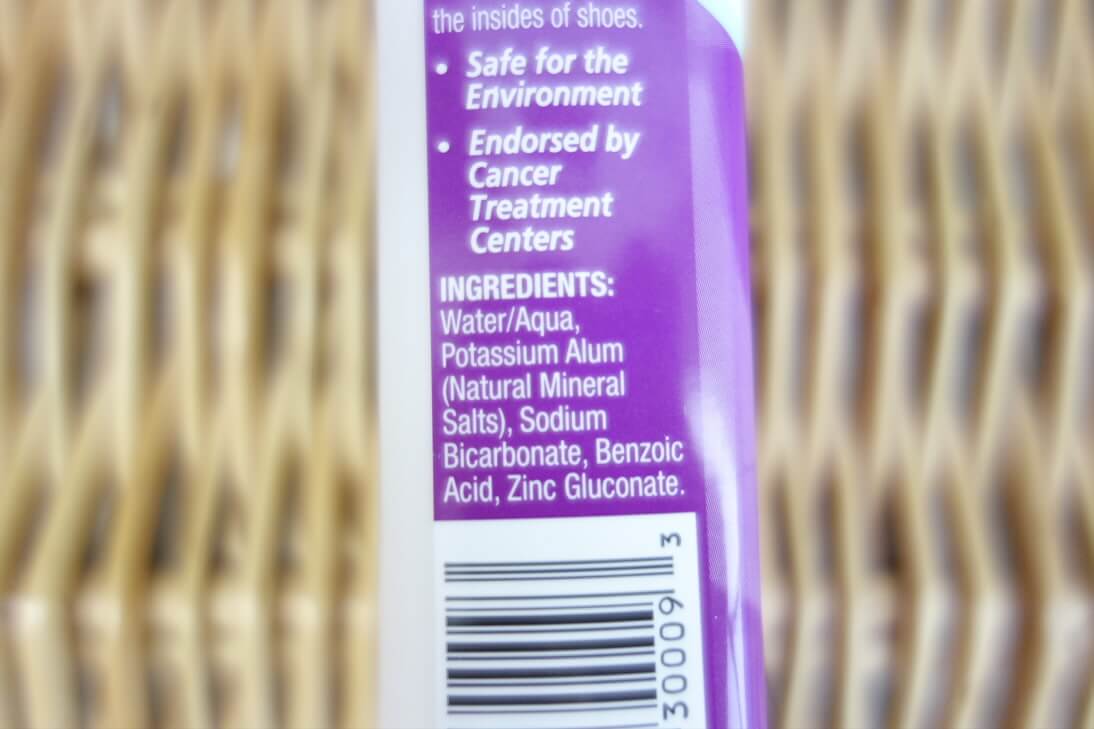 the insides of shoes.
• Safe for the
Environment
• Endorsed by
Cancer
Treatment
Centers
INGREDIENTS:
Water/Aqua,
Potassium Alum
(Natural Mineral
Salts), Sodium
Bicarbonate, Benzoic
Acid, Zinc Gluconate.
30009 3